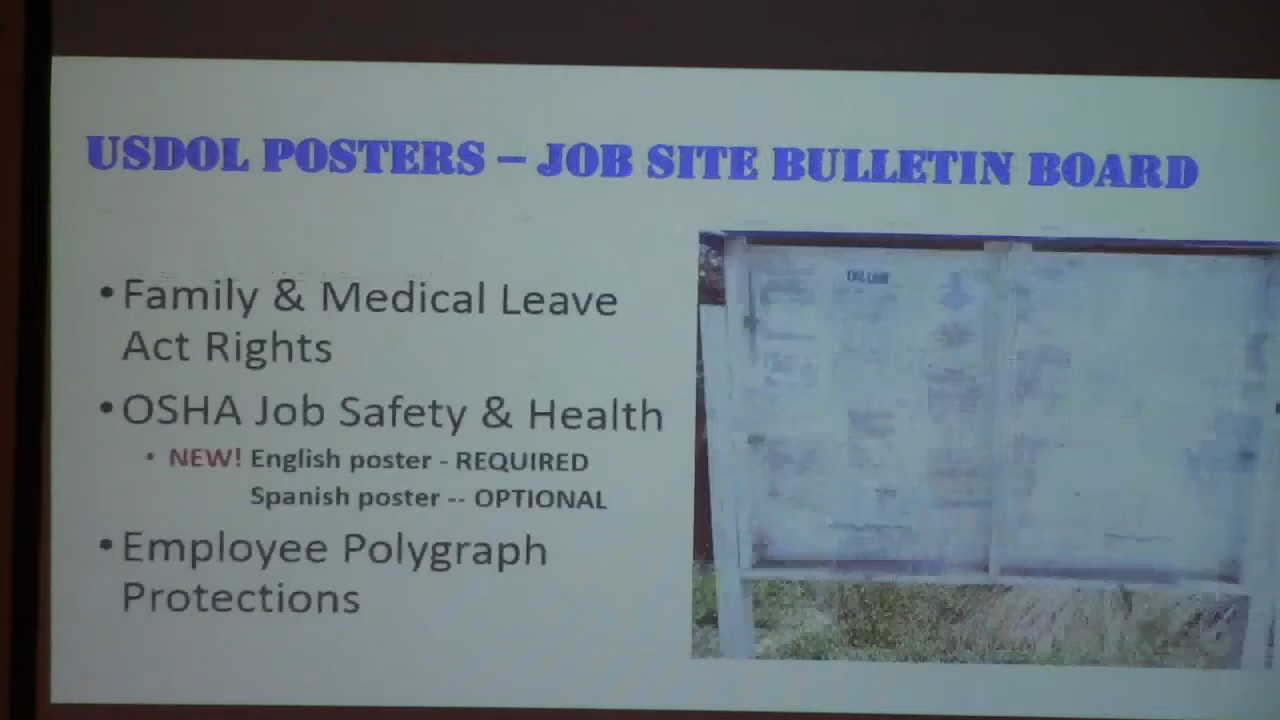 USDOL POSTERS – JOB SITE BULLETIN BOARD
• Family & Medical Leave
Act Rights
• OSHA Job Safety & Health
• NEW! English poster - REQUIRED
Spanish poster -- OPTIONAL
• Employee Polygraph
Protections